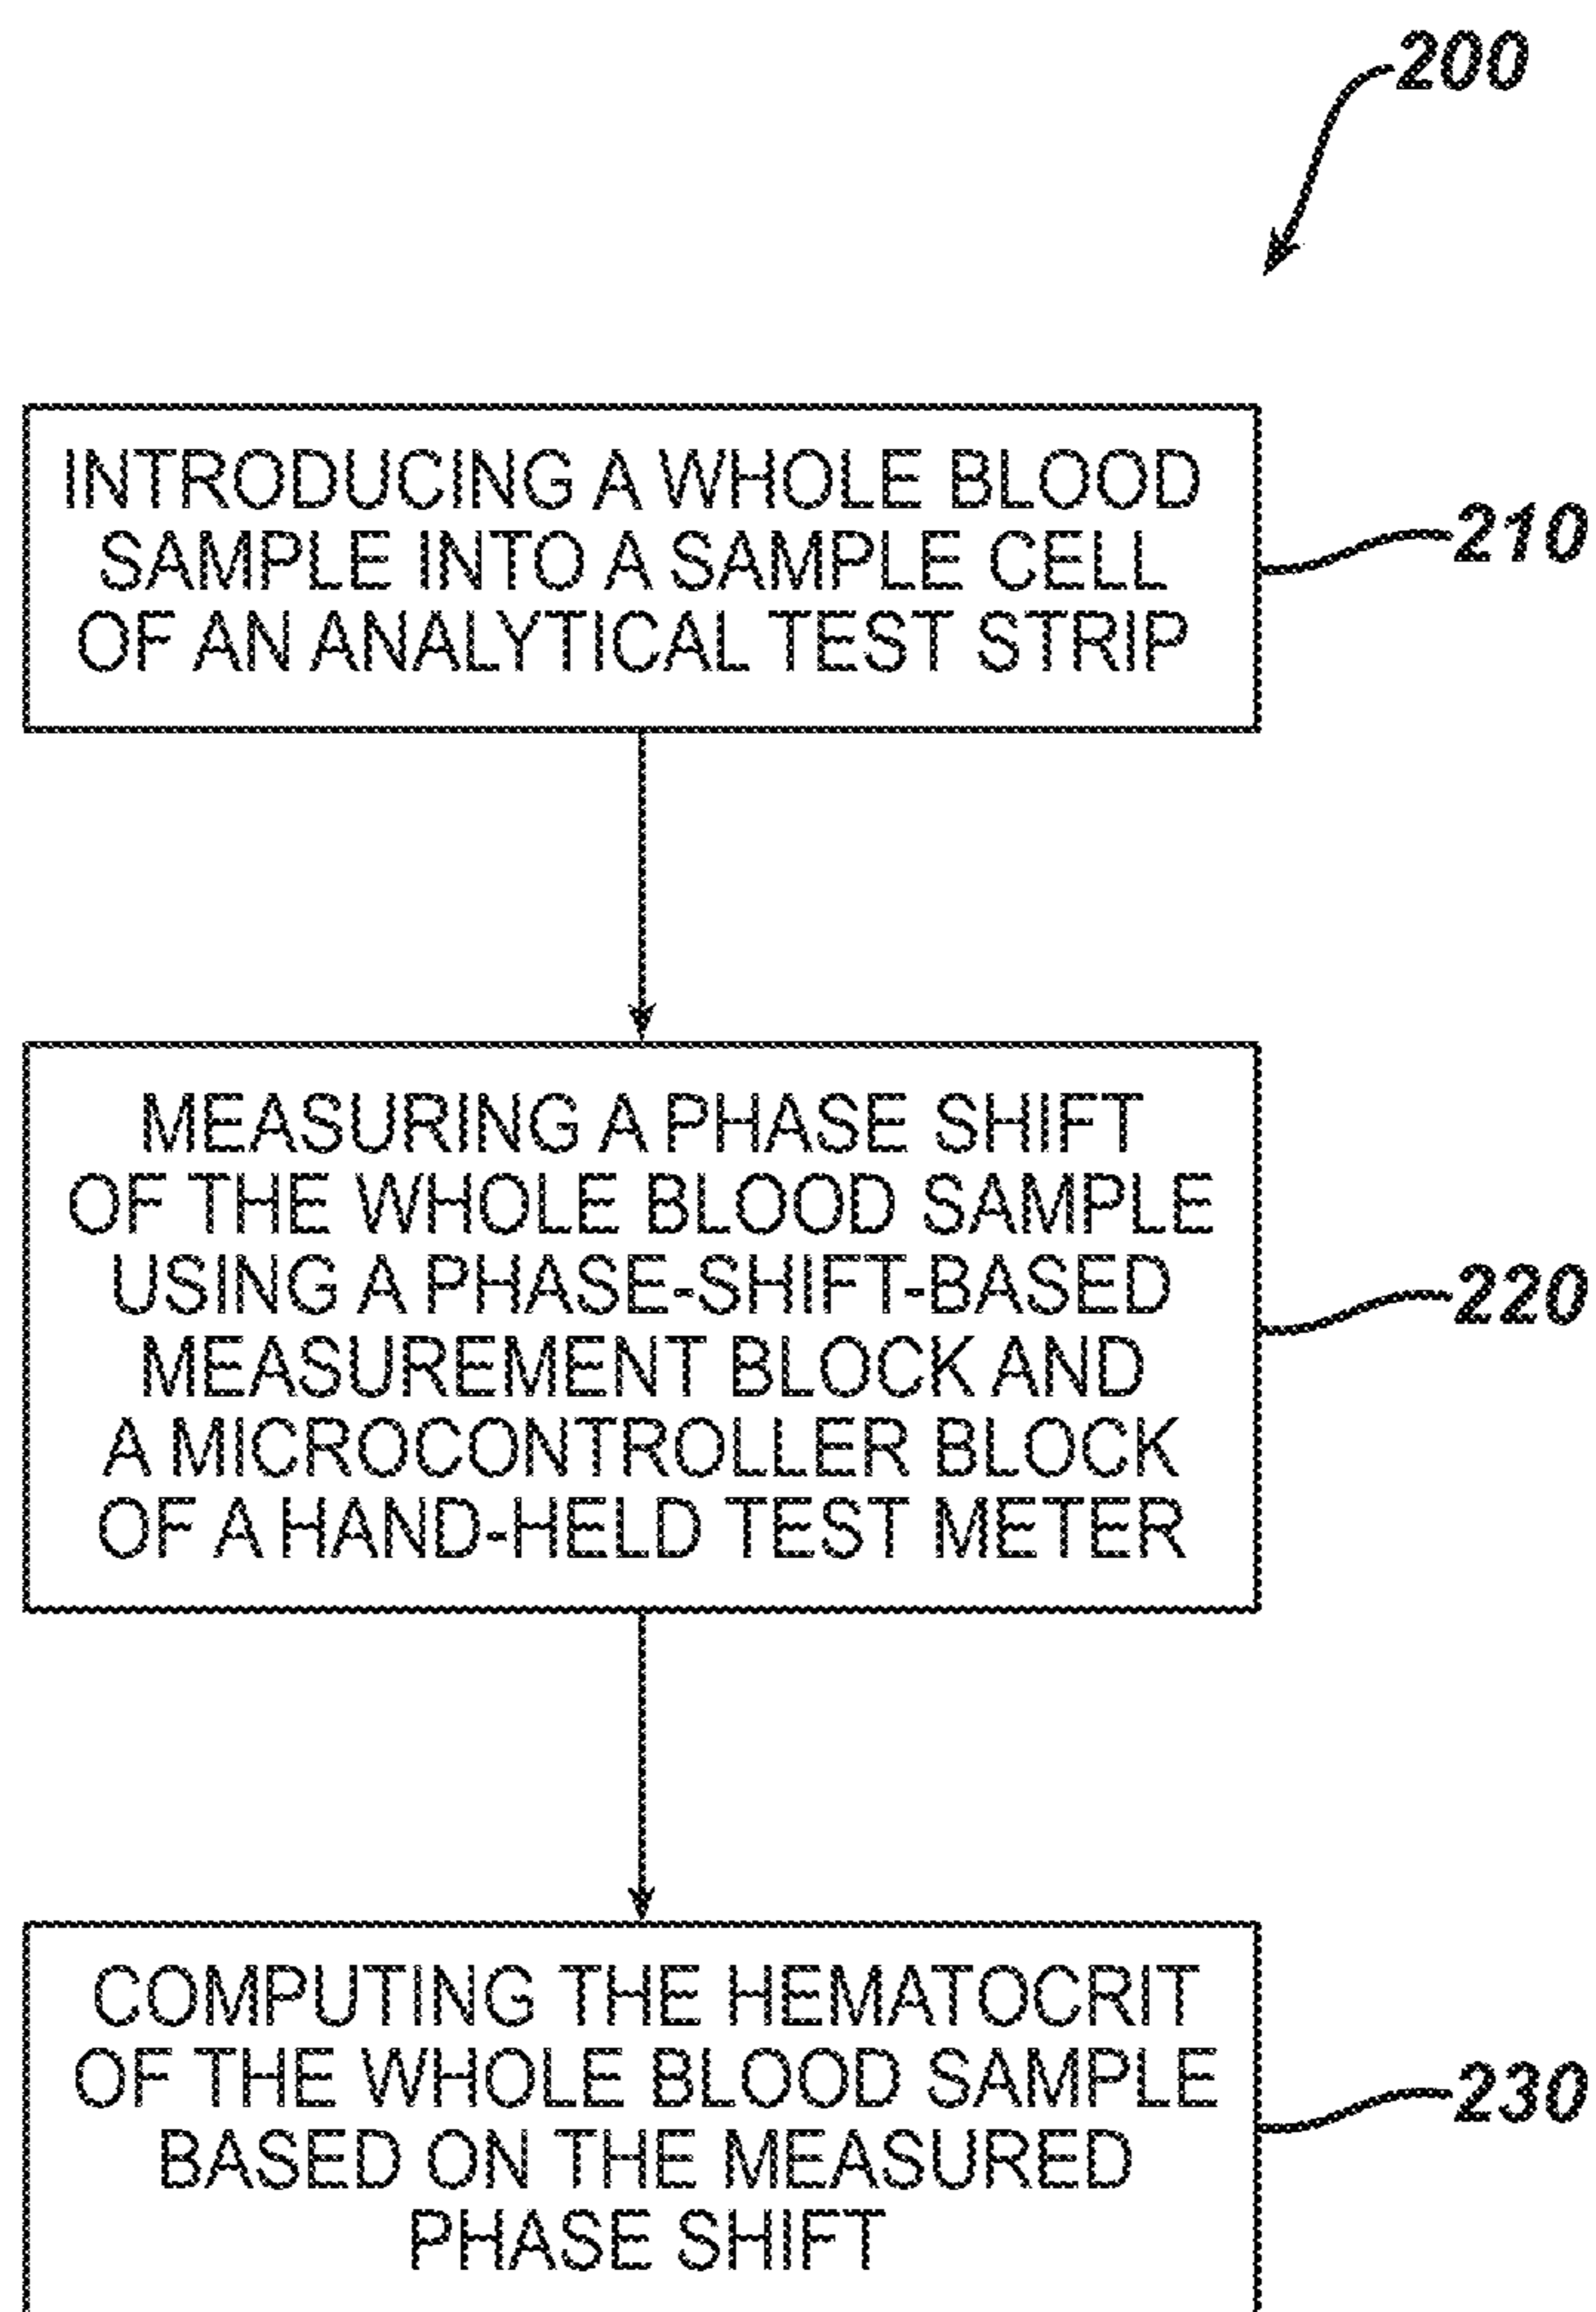 200
INTRODUCING A WHOLE BLOOD
SAMPLE INTO A SAMPLE CELL
OF AN ANALYTICAL TEST STRIP
210
MEASURING A PHASE SHIFT
OF THE WHOLE BLOOD SAMPLE
USING A PHASE-SHIFT-BASED
MEASUREMENT BLOCK AND
A MICROCONTROLLER BLOCK
OF A HAND-HELD TEST METER
220
COMPUTING THE HEMATOCRIT
OF THE WHOLE BLOOD SAMPLE
BASED ON THE MEASURED
PHASE SHIFT
230